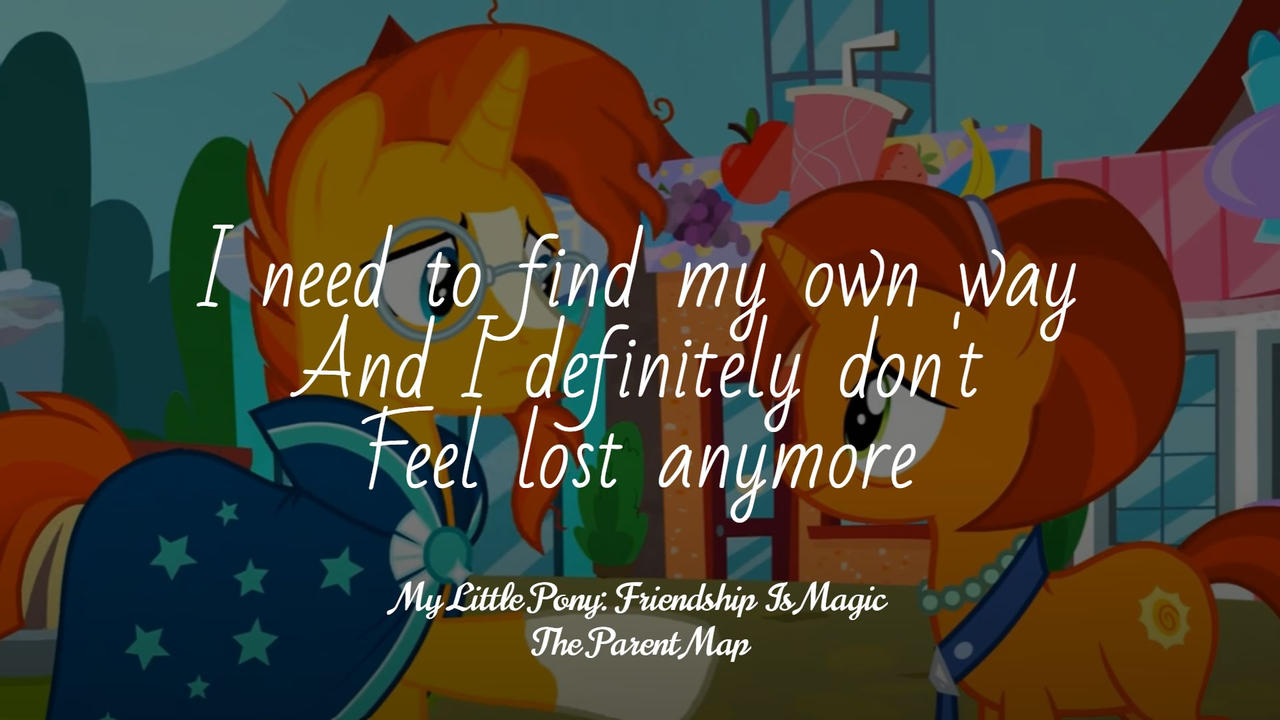 I need to find my own way
And I definitely don't
Feel lost anymore
My Little Pony: Friendship Is Magic
The Parent Map